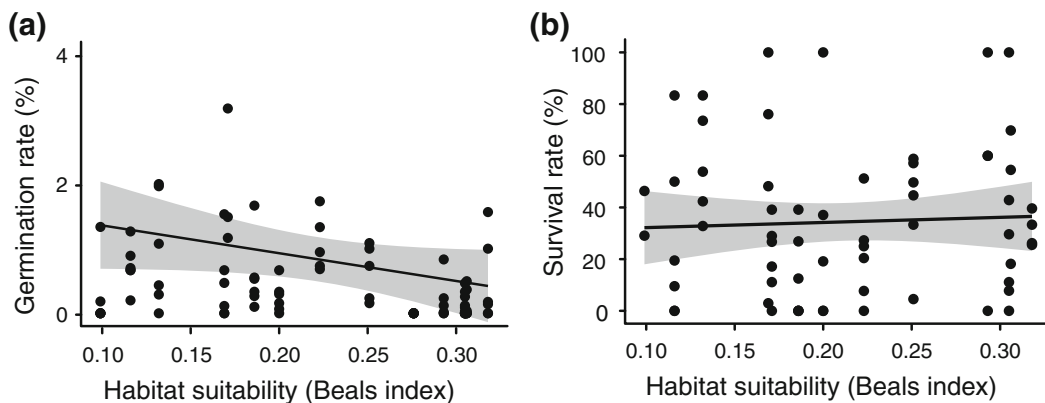 (a)
Germination rate (%)
4
2
0
0.10 0.15 0.20 0.25 0.30
Habitat suitability (Beals index)
(b)
Survival rate (%)
100
80
60
40
20
0
0.10 0.15 0.20 0.25 0.30
Habitat suitability (Beals index)